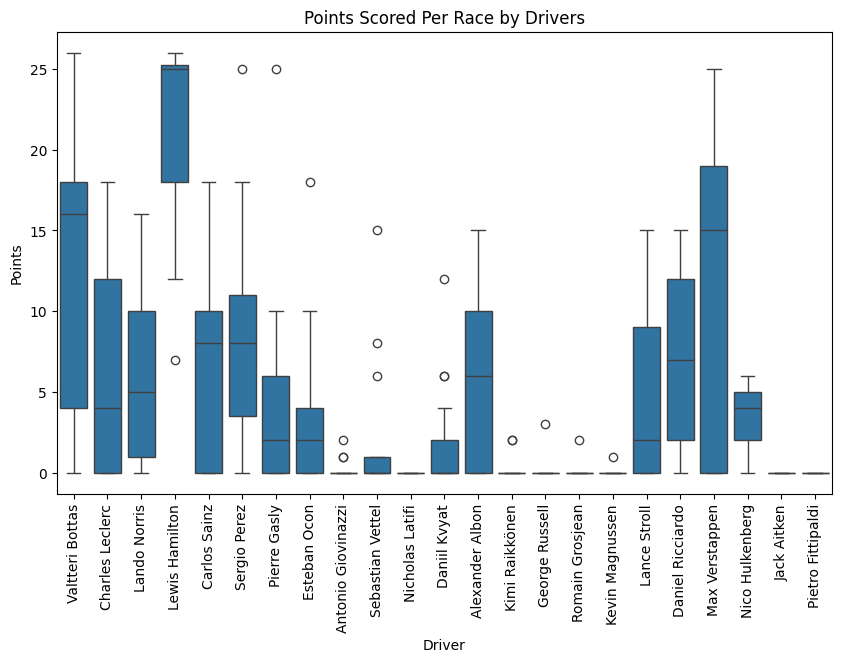 Points Scored Per Race by Drivers
Points
25
20
15
10
5
0
Valtteri Bottas
Charles Leclerc
Lando Norris
Lewis Hamilton
Carlos Sainz
Sergio Perez
Pierre Gasly
Esteban Ocon
Antonio Giovinazzi
Sebastian Vettel
Nicholas Latifi
Daniil Kvyat
Alexander Albon
Kimi Raikkönen
George Russell
Romain Grosjean
Kevin Magnussen
Lance Stroll
Daniel Ricciardo
Max Verstappen
Nico Hulkenberg
Jack Aitken
Pietro Fittipaldi
Driver